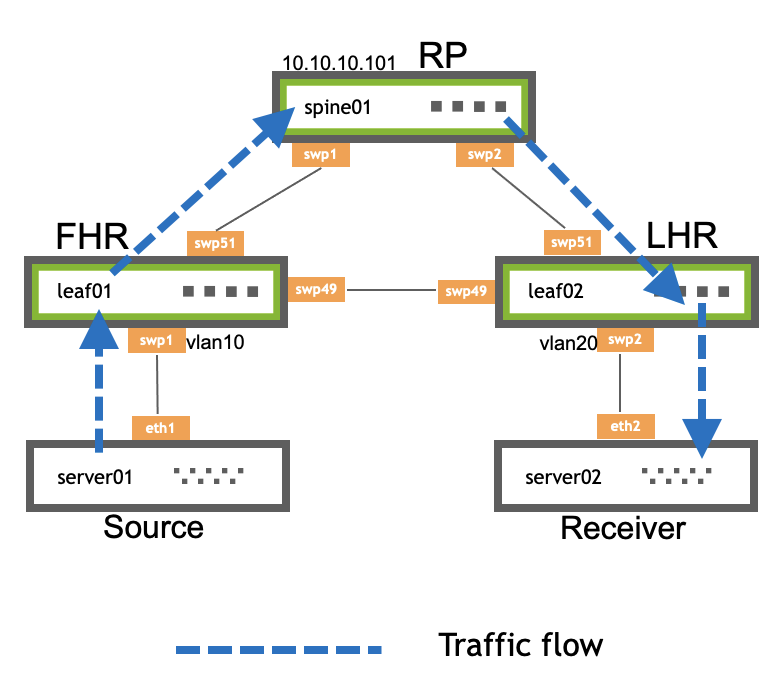 10.10.10.101
RP
spine01
swp1
swp2
FHR
swp51
swp51
LHR
leaf01
swp49
swp49
leaf02
swp1
vlan10
vlan20
swp2
eth1
eth2
server01
server02
Source
Receiver
Traffic flow